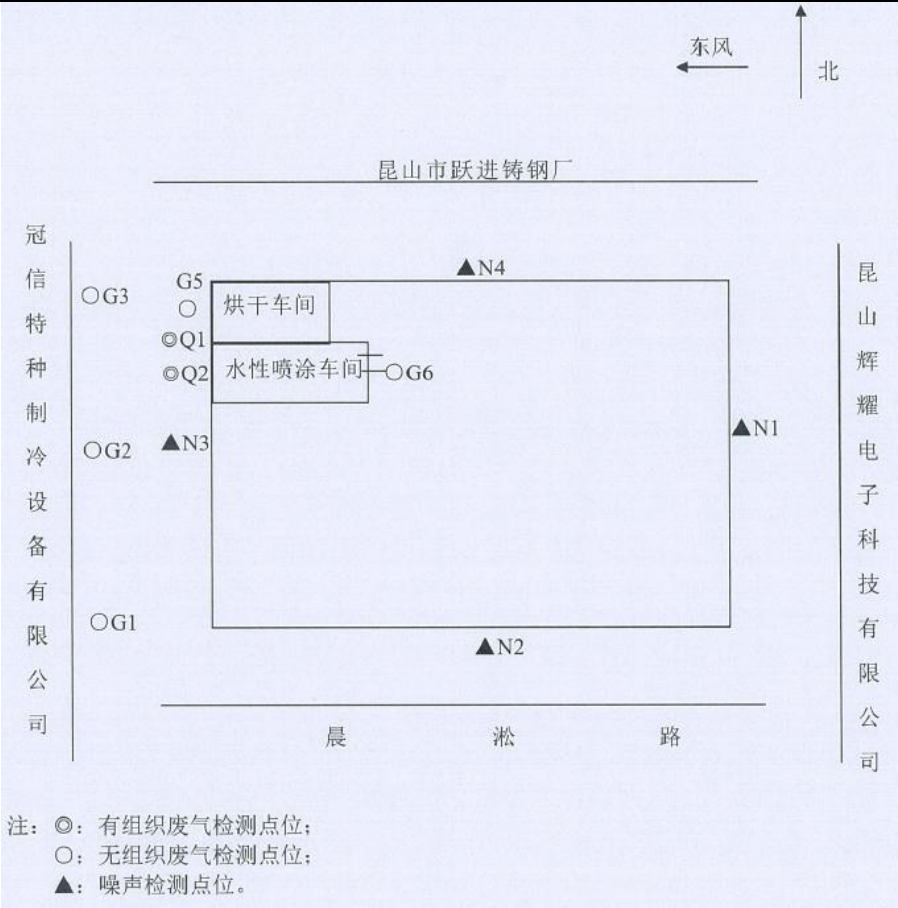 东风
北
昆山市跃进铸钢厂
冠信特种制冷设备有限公司
昆山辉耀电子科技有限公司
▲N4
G5
○G3
烘干车间
◎Q1
水性喷涂车间
◎Q2
○G6
▲N3
▲N1
○G2
○G1
▲N2
晨淞路
注：◎：有组织废气检测点位；
○：无组织废气检测点位；
▲：噪声检测点位。